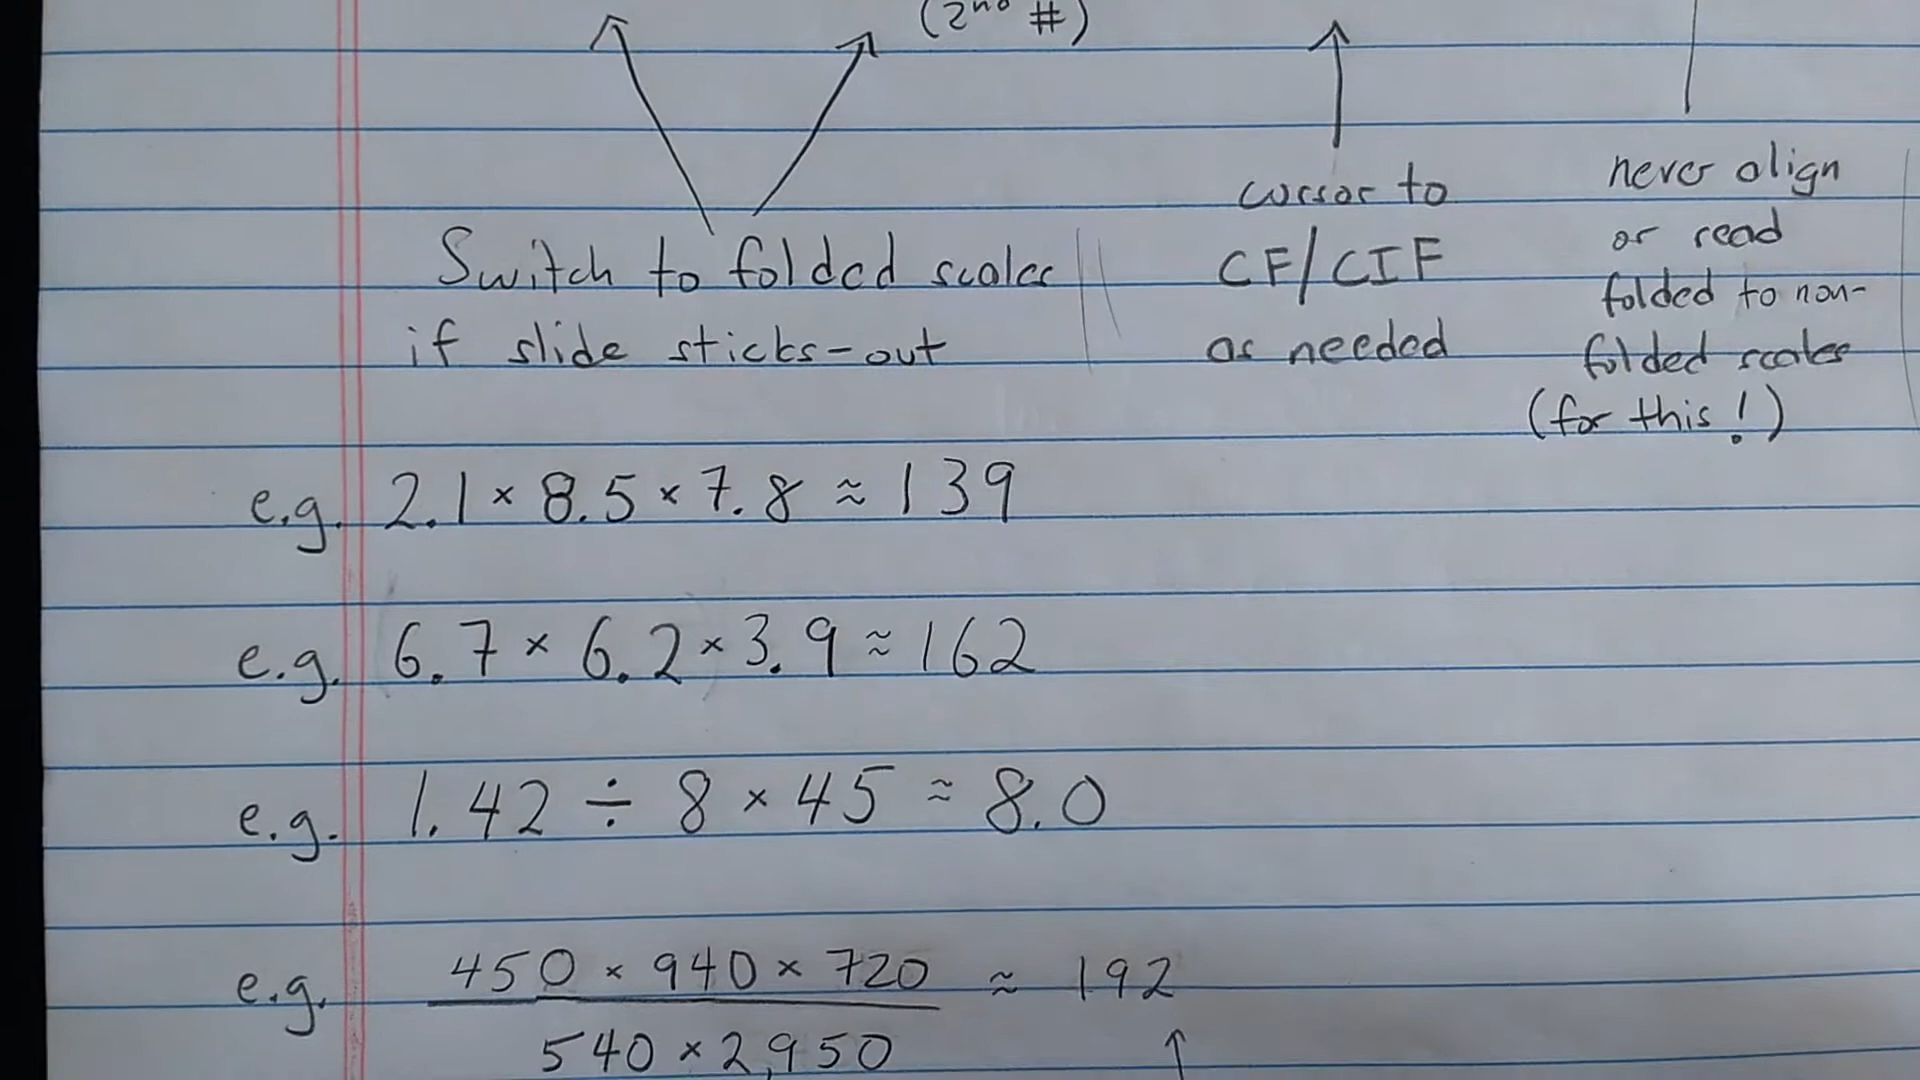 (2nd #)
Switch to folded scales
if slide sticks-out
cursor to
CF/CIF
as needed
never align
or read
folded to non-
folded scales
(for this!)
e.g. 2.1 × 8.5 × 7.8 ≈ 139
e.g. 6.7 × 6.2 × 3.9 ≈ 162
e.g. 1.42 ÷ 8 × 45 ≈ 8.0
e.g. 450 × 940 × 720 ≈ 192
540 × 2,950